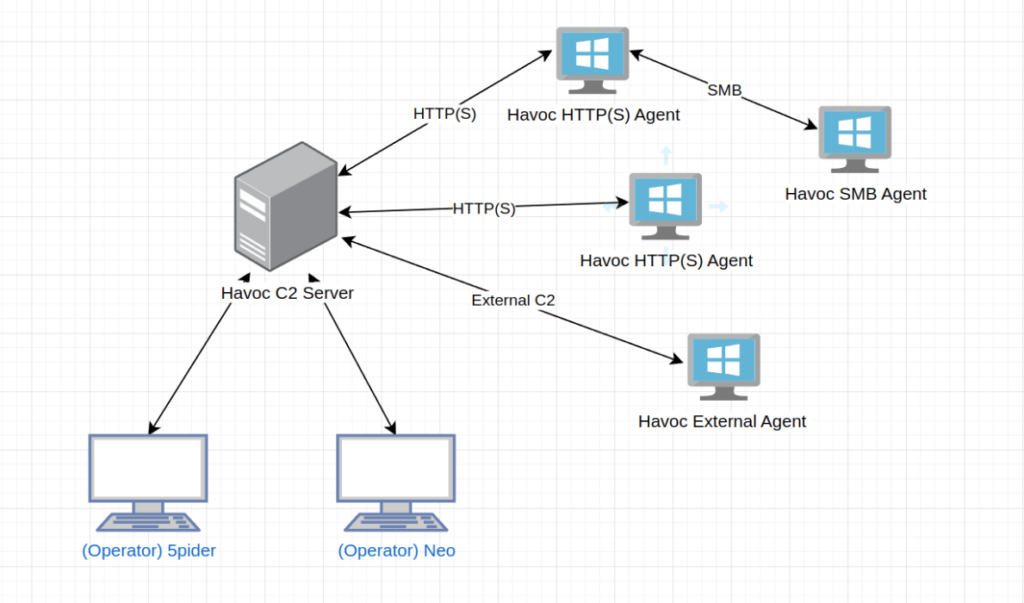 HTTP(S)
Havoc HTTP(S) Agent
SMB
Havoc SMB Agent
HTTP(S)
Havoc HTTP(S) Agent
Havoc C2 Server
External C2
Havoc External Agent
(Operator) 5pider
(Operator) Neo